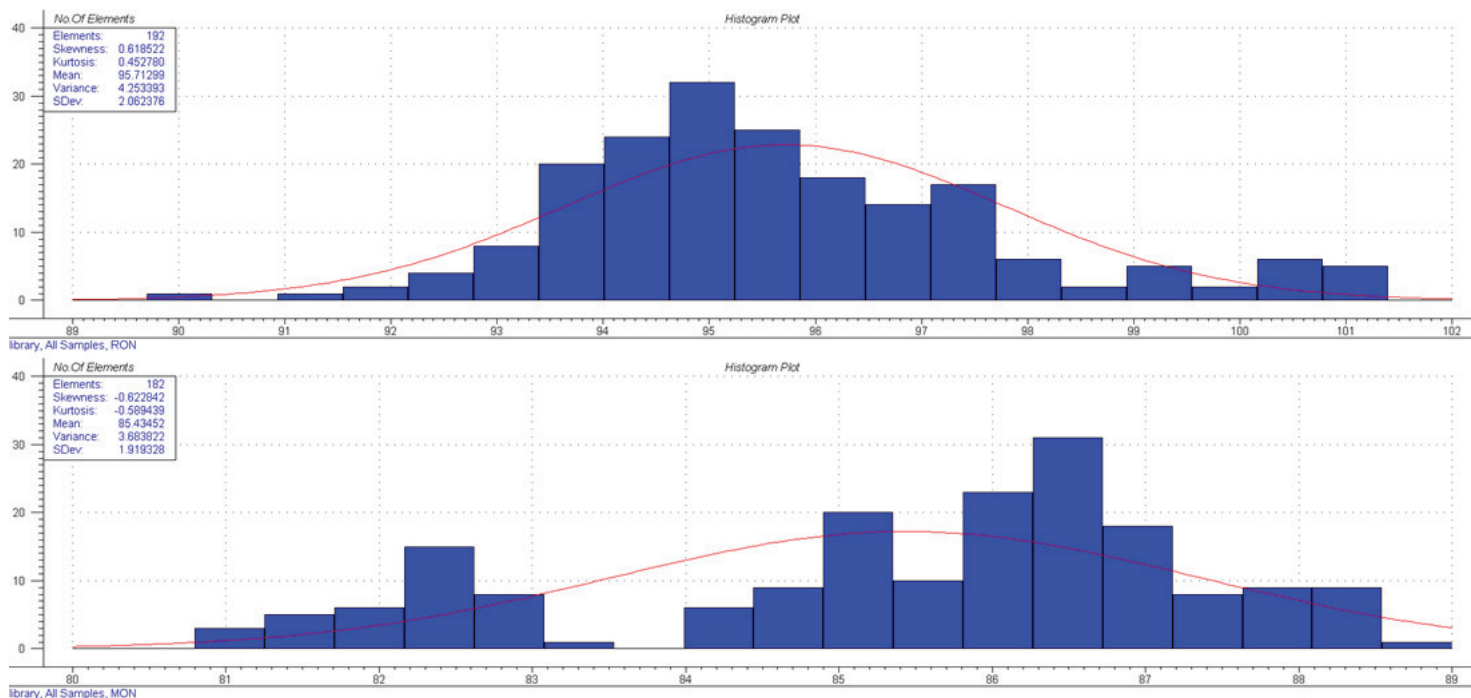 No.Of Elements
Histogram Plot
Elements: 192
Skewness: 0.618522
Kurtosis: 0.452780
Mean: 95.71299
Variance: 4.253393
SDev: 2.062376
40
30
20
10
0
89 90 91 92 93 94 95 96 97 98 99 100 101 102
library, All Samples, RON
No.Of Elements
Histogram Plot
Elements: 182
Skewness: -0.622842
Kurtosis: -0.589439
Mean: 85.43452
Variance: 3.683822
SDev: 1.919328
40
30
20
10
0
80 81 82 83 84 85 86 87 88 89
library, All Samples, MON